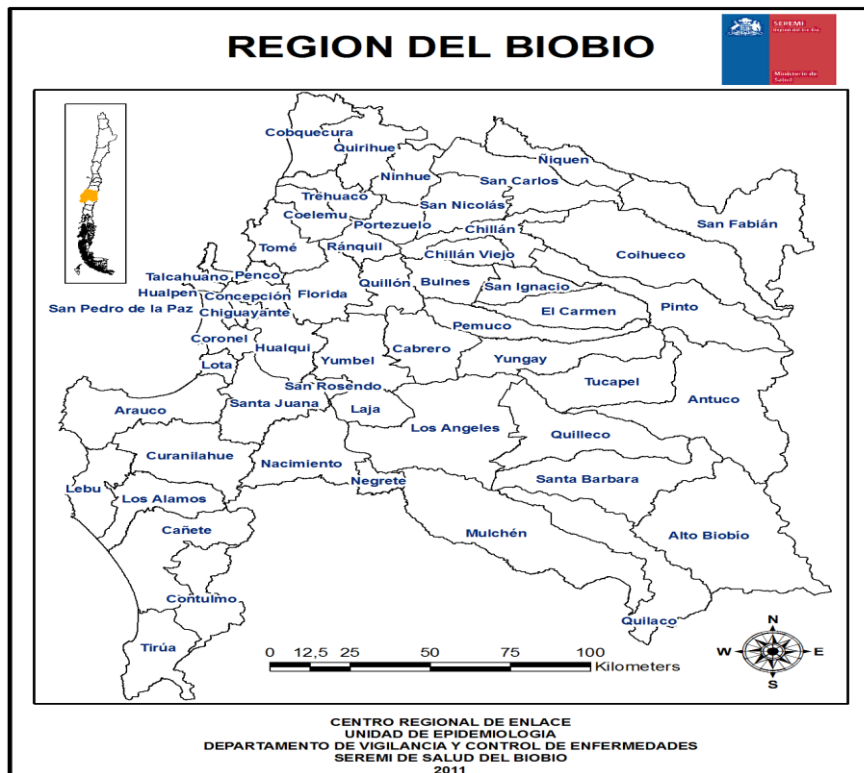 REGION DEL BIOBIO
SEREMI
Ministerio de
Salud
Cobquecura
Quirihue
Ñiquen
Ninhue
San Carlos
Trehuaco
San Nicolás
Coelemu
San Fabián
Portezuelo
Chillán
Tomé
Ránquil
Chillán Viejo
Coihueco
Talcahuano
Penco
Quillón
Bulnes
San Ignacio
Hualpen
Concepción
Florida
San Pedro de la Paz
Chiguayante
El Carmen
Pinto
Pemuco
Coronel
Hualqui
Cabrero
Lota
Yumbel
Yungay
San Rosendo
Tucapel
Arauco
Santa Juana
Laja
Antuco
Los Angeles
Quilleco
Curanilahue
Nacimiento
Negrete
Santa Barbara
Lebu
Los Alamos
Cañete
Mulchén
Alto Biobío
Contulmo
Quilaco
Tirúa
N
W
E
S
0 12,5 25 50 75 100
Kilometers
CENTRO REGIONAL DE ENLACE
UNIDAD DE EPIDEMIOLOGIA
DEPARTAMENTO DE VIGILANCIA Y CONTROL DE ENFERMEDADES
SEREMI DE SALUD DEL BIOBIO
2011